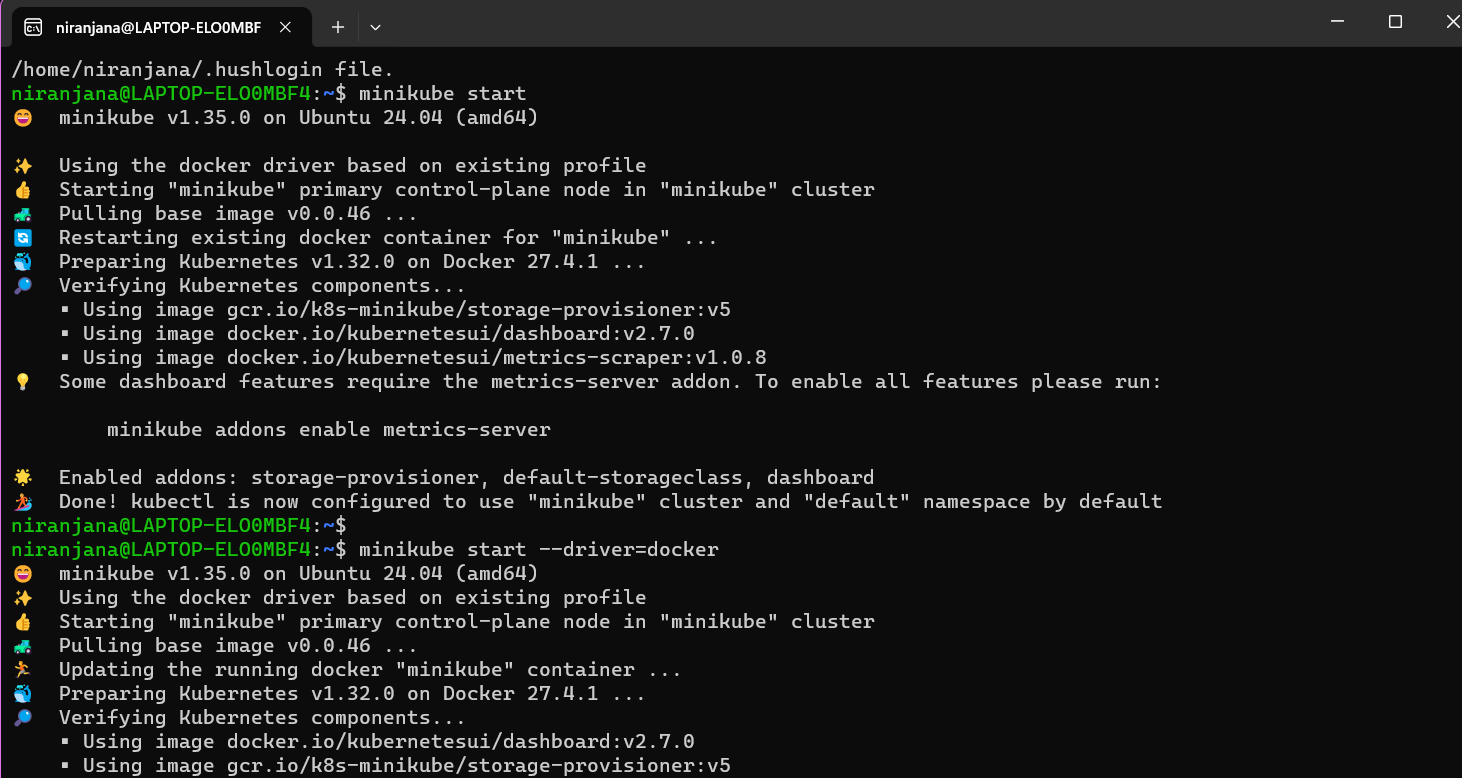 niranjana@LAPTOP-ELO0MBF
/home/niranjana/.hushlogin file.
niranjana@LAPTOP-ELO0MBF4:~$ minikube start
minikube v1.35.0 on Ubuntu 24.04 (amd64)
Using the docker driver based on existing profile
Starting "minikube" primary control-plane node in "minikube" cluster
Pulling base image v0.0.46 ...
Restarting existing docker container for "minikube" ...
Preparing Kubernetes v1.32.0 on Docker 27.4.1 ...
Verifying Kubernetes components...
▪ Using image gcr.io/k8s-minikube/storage-provisioner:v5
▪ Using image docker.io/kubernetesui/dashboard:v2.7.0
▪ Using image docker.io/kubernetesui/metrics-scraper:v1.0.8
Some dashboard features require the metrics-server addon. To enable all features please run:
minikube addons enable metrics-server
Enabled addons: storage-provisioner, default-storageclass, dashboard
Done! kubectl is now configured to use "minikube" cluster and "default" namespace by default
niranjana@LAPTOP-ELO0MBF4:~$
niranjana@LAPTOP-ELO0MBF4:~$ minikube start --driver=docker
minikube v1.35.0 on Ubuntu 24.04 (amd64)
Using the docker driver based on existing profile
Starting "minikube" primary control-plane node in "minikube" cluster
Pulling base image v0.0.46 ...
Updating the running docker "minikube" container ...
Preparing Kubernetes v1.32.0 on Docker 27.4.1 ...
Verifying Kubernetes components...
▪ Using image docker.io/kubernetesui/dashboard:v2.7.0
▪ Using image gcr.io/k8s-minikube/storage-provisioner:v5